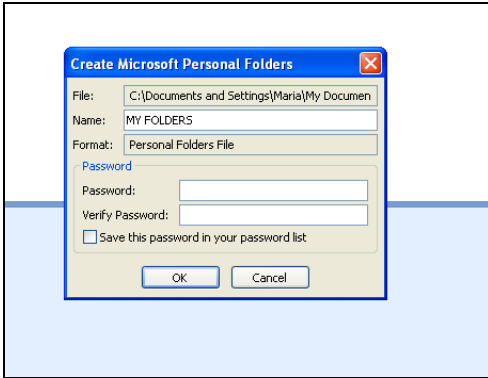 Create Microsoft Personal Folders
File: C:\Documents and Settings\Maria\My Documen
Name: MY FOLDERS
Format: Personal Folders File
Password
Password:
Verify Password:
Save this password in your password list
OK Cancel